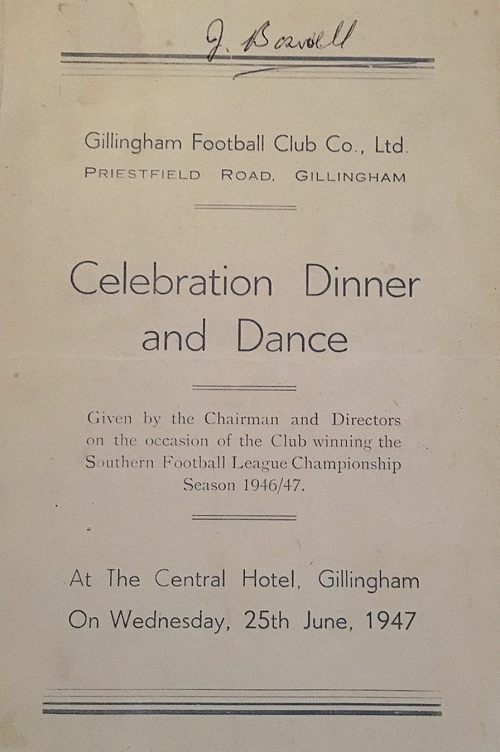 J. Boswell
Gillingham Football Club Co., Ltd.
PRIESTFIELD ROAD, GILLINGHAM
Celebration Dinner
and Dance
Given by the Chairman and Directors
on the occasion of the Club winning the
Southern Football League Championship
Season 1946/47.
At The Central Hotel, Gillingham
On Wednesday, 25th June, 1947